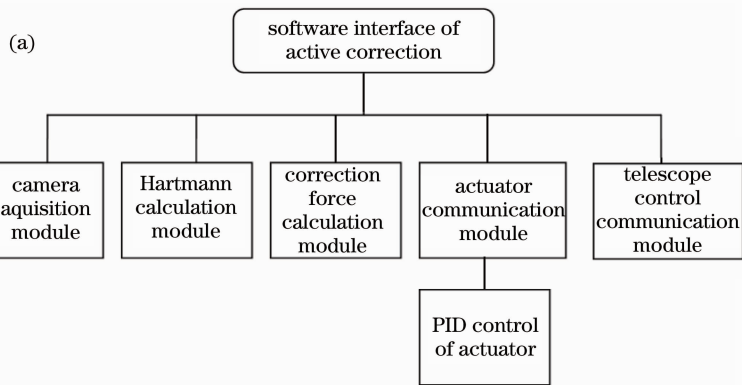 (a)
software interface of
active correction
camera
aquisition
module
Hartmann
calculation
module
correction
force
calculation
module
actuator
communication
module
telescope
control
communication
module
PID control
of actuator